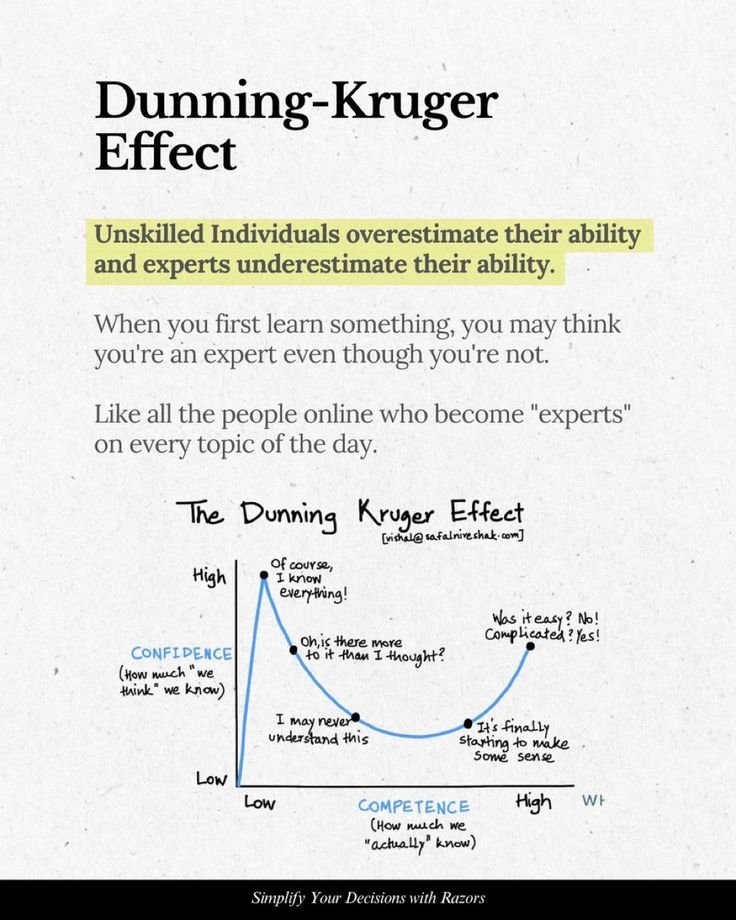 Dunning-Kruger
Effect
Unskilled Individuals overestimate their ability
and experts underestimate their ability.
When you first learn something, you may think
you're an expert even though you're not.
Like all the people online who become "experts"
on every topic of the day.
The Dunning Kruger Effect
[vishal@safalniveshak.com]
High
Of course,
I know
everything!
Was it easy? No!
Complicated? Yes!
Oh, is there more
to it than I thought?
CONFIDENCE
(How much "we
think" we know)
I may never
understand this
It's finally
starting to make
some sense
Low
Low
COMPETENCE
(How much we
"actually" know)
High
Simplify Your Decisions with Razors